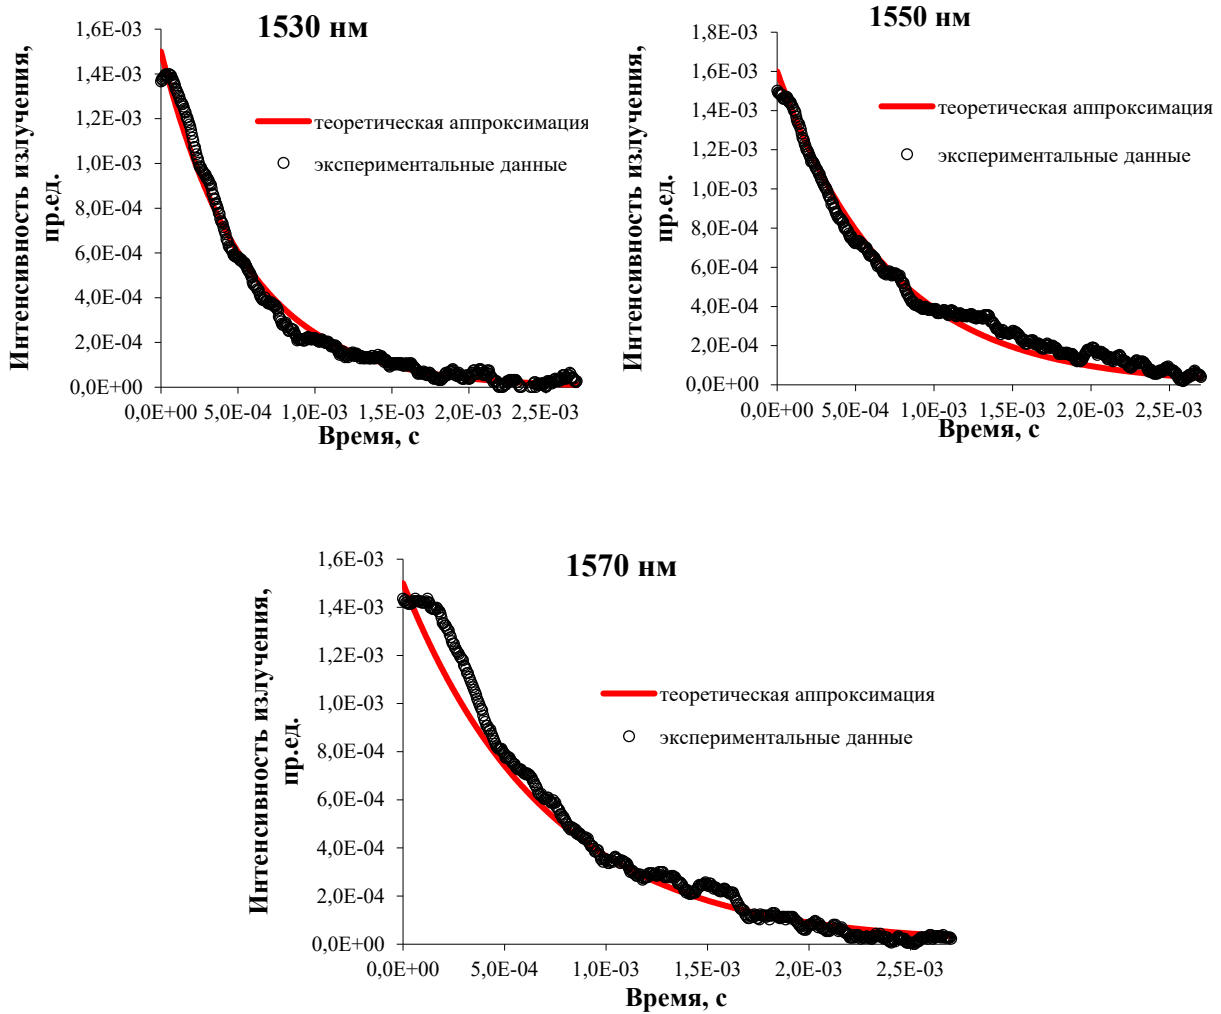 1530 нм
Интенсивность излучения,
пр.ед.
1,6E-03
1,4E-03
1,2E-03
1,0E-03
8,0E-04
6,0E-04
4,0E-04
2,0E-04
0,0E+00
теоретическая аппроксимация
экспериментальные данные
0,0E+00 5,0E-04 1,0E-03 1,5E-03 2,0E-03 2,5E-03
Время, с
1550 нм
Интенсивность излучения,
пр.ед.
1,8E-03
1,6E-03
1,4E-03
1,2E-03
1,0E-03
8,0E-04
6,0E-04
4,0E-04
2,0E-04
0,0E+00
теоретическая аппроксимация
экспериментальные данные
0,0E+00 5,0E-04 1,0E-03 1,5E-03 2,0E-03 2,5E-03
Время, с
1570 нм
Интенсивность излучения,
пр.ед.
1,6E-03
1,4E-03
1,2E-03
1,0E-03
8,0E-04
6,0E-04
4,0E-04
2,0E-04
0,0E+00
теоретическая аппроксимация
экспериментальные данные
0,0E+00 5,0E-04 1,0E-03 1,5E-03 2,0E-03 2,5E-03
Время, с